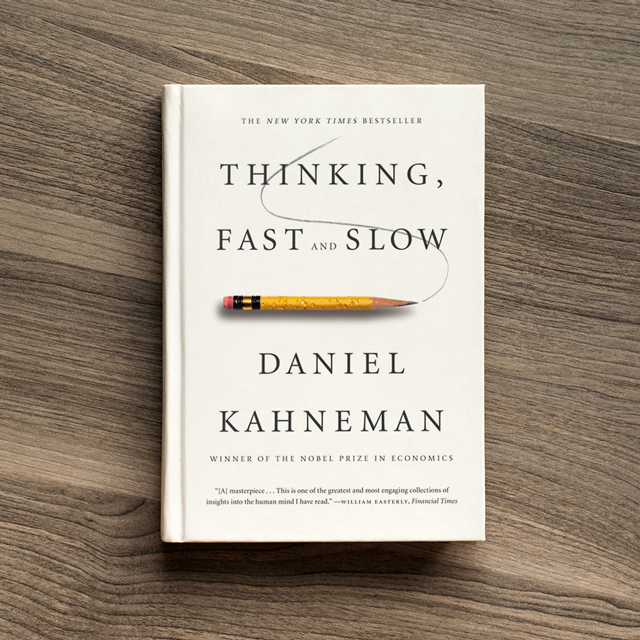 THE NEW YORK TIMES BESTSELLER
THINKING,
FAST AND SLOW
DANIEL
KAHNEMAN
WINNER OF THE NOBEL PRIZE IN ECONOMICS
“[A] masterpiece . . . This is one of the greatest and most engaging collections of
insights into the human mind I have read.” —WILLIAM EASTERLY, Financial Times